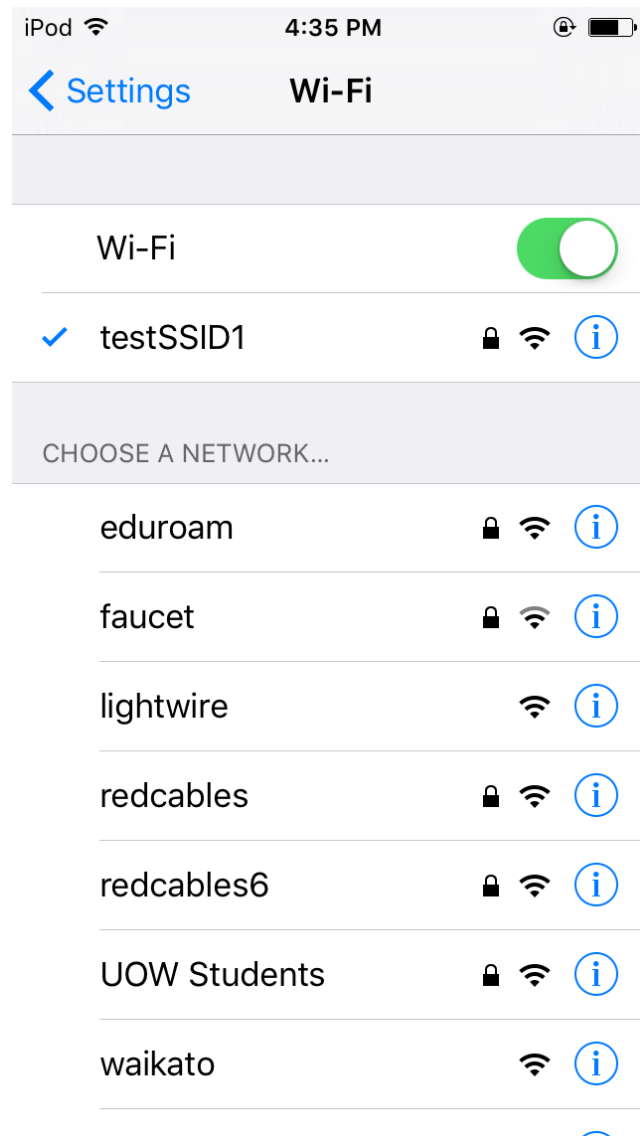 iPod 4:35 PM
Settings Wi-Fi
Wi-Fi
testSSID1
CHOOSE A NETWORK...
eduroam
faucet
lightwire
redcables
redcables6
UOW Students
waikato